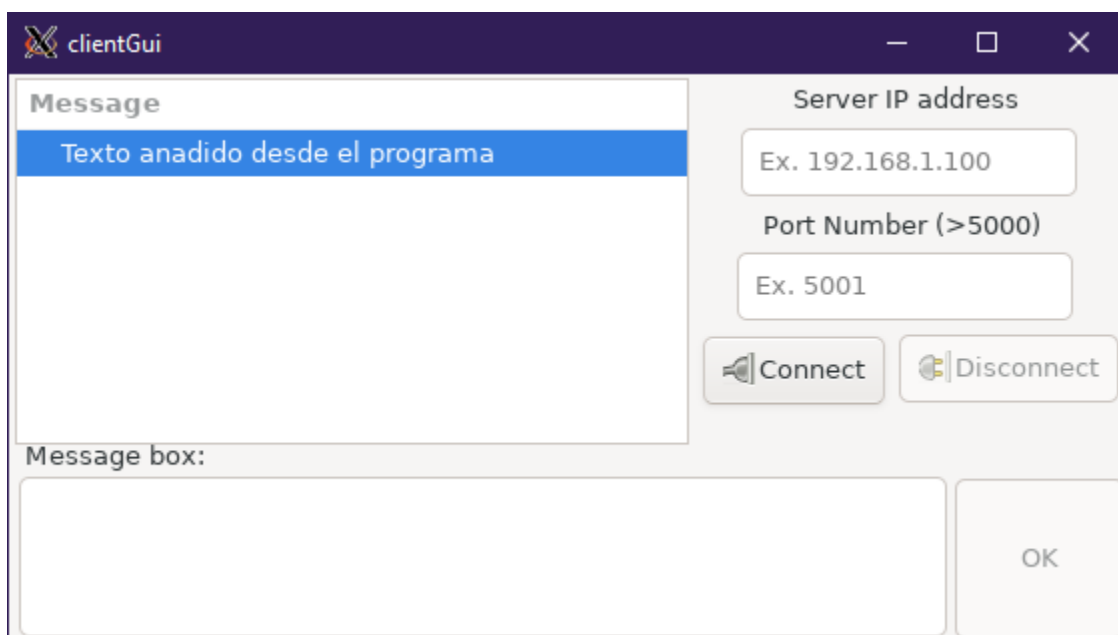 clientGui
Message
Texto anadido desde el programa
Server IP address
Ex. 192.168.1.100
Port Number (>5000)
Ex. 5001
Connect
Disconnect
Message box:
OK